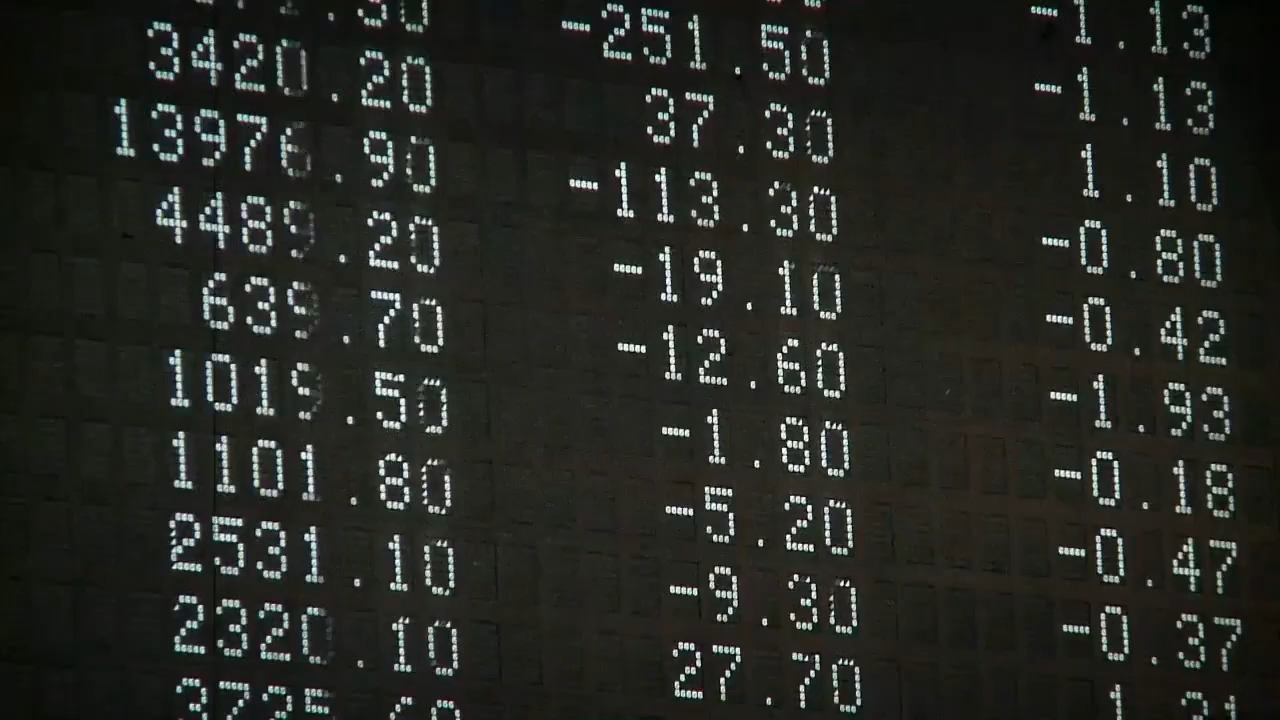 -1.13
-251.50 -1.13
3420.20 37.30 1.10
13976.90 -113.30 -0.80
4489.20 -19.10 -0.42
639.70 -12.60 -1.93
1019.50 -1.80 -0.18
1101.80 -5.20 -0.47
2531.10 -9.30 -0.37
2320.10 27.70